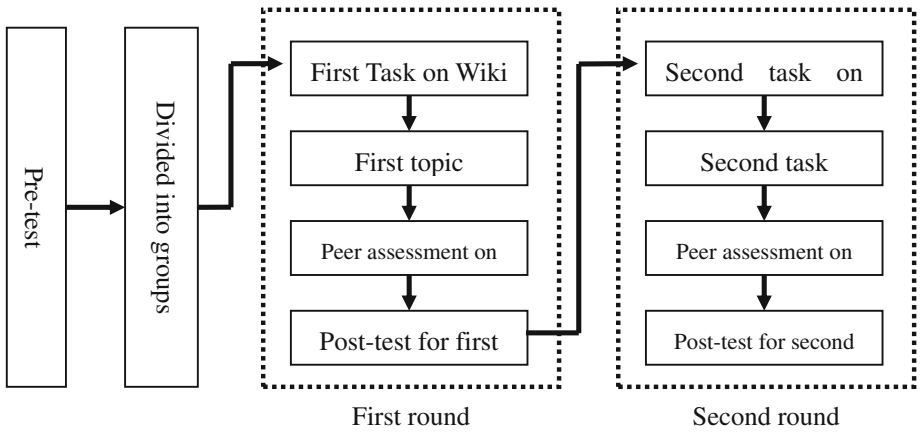 Pre-test
Divided into groups
First Task on Wiki
First topic
Peer assessment on
Post-test for first
First round
Second task on
Second task
Peer assessment on
Post-test for second
Second round